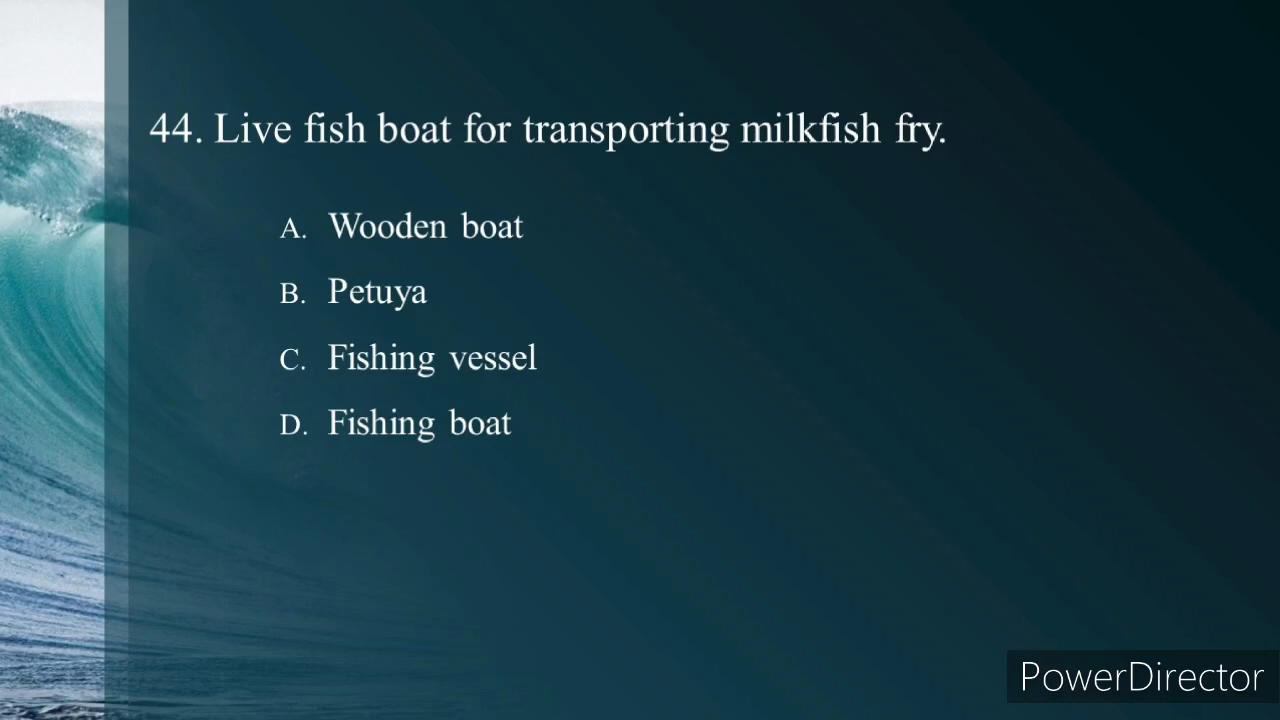 44. Live fish boat for transporting milkfish fry.
A. Wooden boat
B. Petuya
C. Fishing vessel
D. Fishing boat
PowerDirector